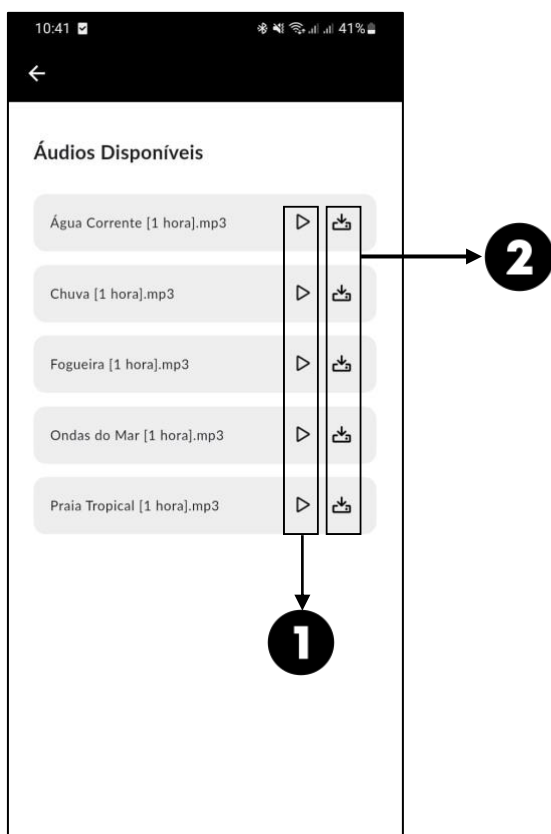 10:41 41%
Áudios Disponíveis
Água Corrente [1 hora].mp3
Chuva [1 hora].mp3
2
Fogueira [1 hora].mp3
Ondas do Mar [1 hora].mp3
Praia Tropical [1 hora].mp3
1